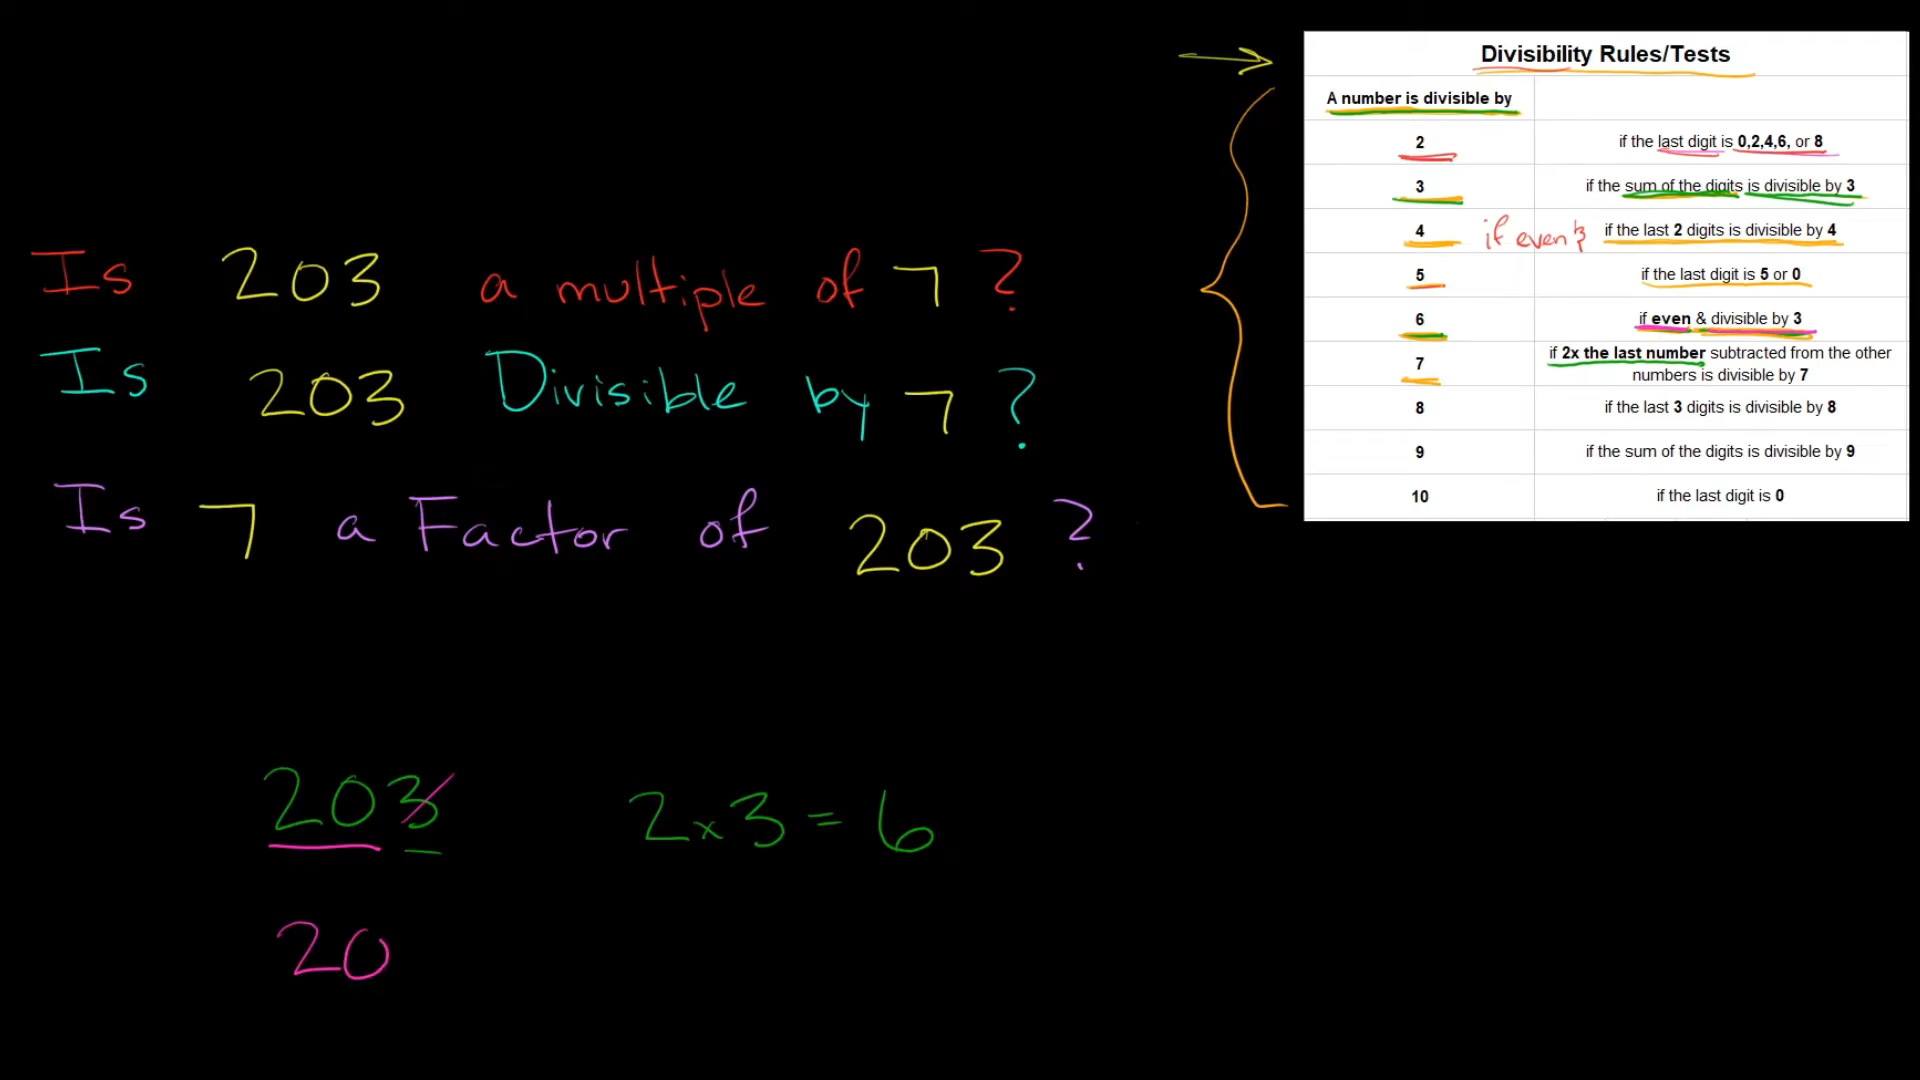 Is 203 a multiple of 7?
Is 203 Divisible by 7?
Is 7 a Factor of 203?
203 2x3=6
20
Divisibility Rules/Tests
A number is divisible by
2 if the last digit is 0,2,4,6, or 8
3 if the sum of the digits is divisible by 3
4 if even & if the last 2 digits is divisible by 4
5 if the last digit is 5 or 0
6 if even & divisible by 3
7 if 2x the last number subtracted from the other
numbers is divisible by 7
8 if the last 3 digits is divisible by 8
9 if the sum of the digits is divisible by 9
10 if the last digit is 0